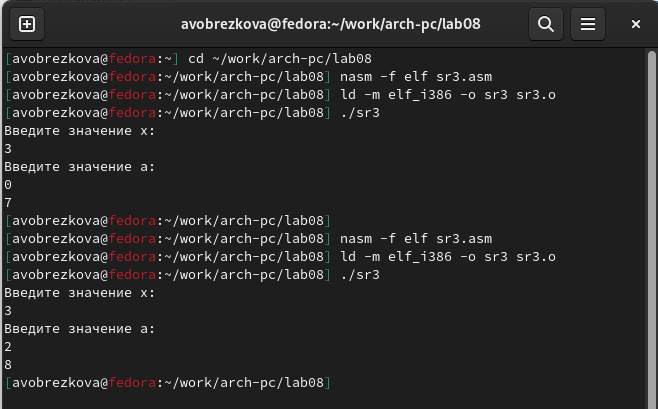 avobrezkova@fedora:~/work/arch-pc/lab08
[avobrezkova@fedora:~] cd ~/work/arch-pc/lab08
[avobrezkova@fedora:~/work/arch-pc/lab08] nasm -f elf sr3.asm
[avobrezkova@fedora:~/work/arch-pc/lab08] ld -m elf_i386 -o sr3 sr3.o
[avobrezkova@fedora:~/work/arch-pc/lab08] ./sr3
Введите значение x:
3
Введите значение a:
0
7
[avobrezkova@fedora:~/work/arch-pc/lab08]
[avobrezkova@fedora:~/work/arch-pc/lab08] nasm -f elf sr3.asm
[avobrezkova@fedora:~/work/arch-pc/lab08] ld -m elf_i386 -o sr3 sr3.o
[avobrezkova@fedora:~/work/arch-pc/lab08] ./sr3
Введите значение x:
3
Введите значение a:
2
8
[avobrezkova@fedora:~/work/arch-pc/lab08]